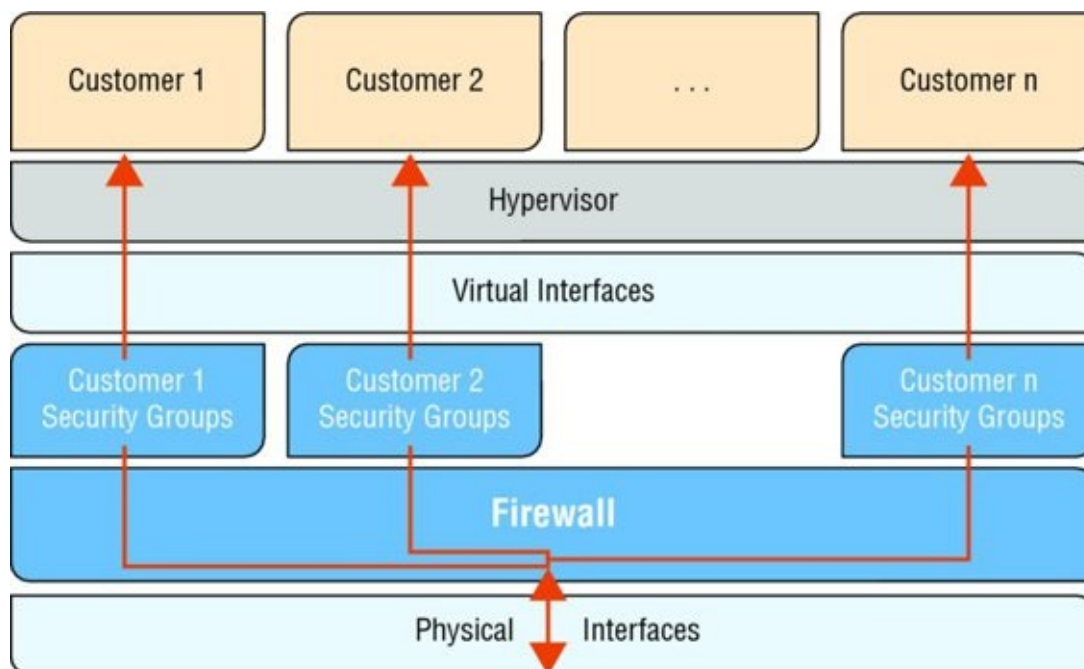 Customer 1
Customer 2
. . .
Customer n
Hypervisor
Virtual Interfaces
Customer 1
Security Groups
Customer 2
Security Groups
Customer n
Security Groups
Firewall
Physical Interfaces